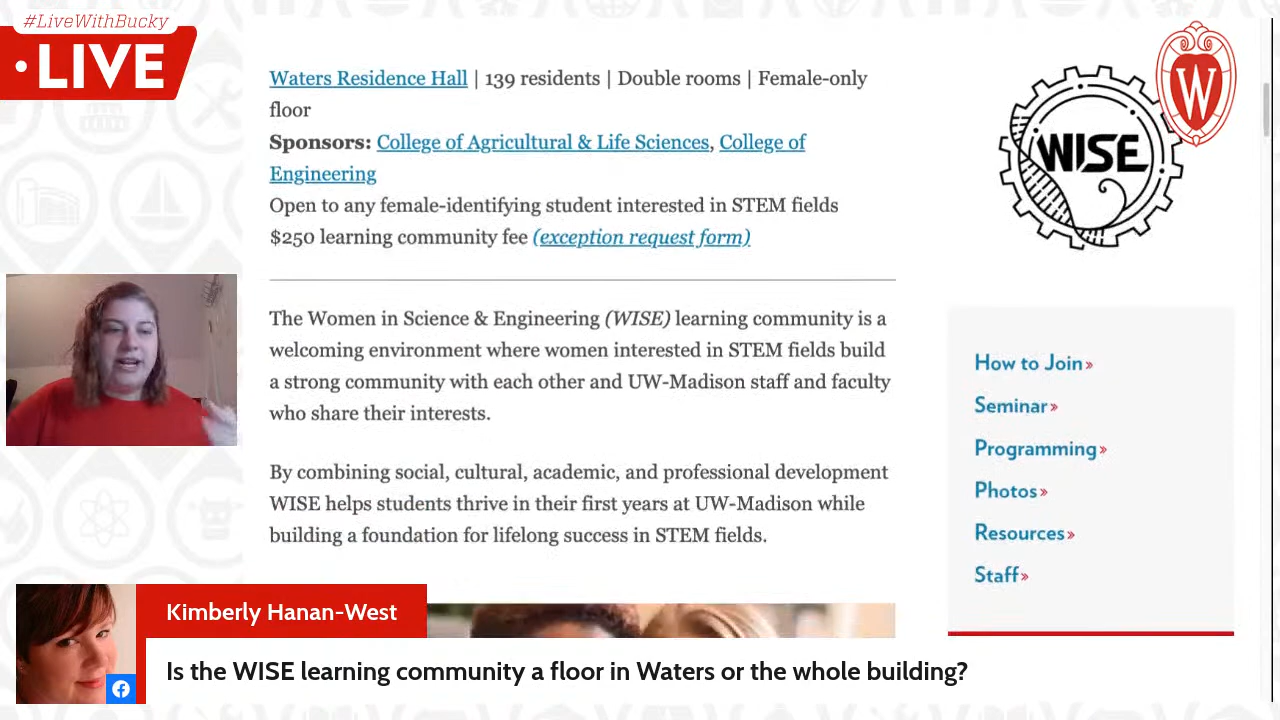 #LiveWithBucky
• LIVE
Waters Residence Hall | 139 residents | Double rooms | Female-only
floor
Sponsors: College of Agricultural & Life Sciences, College of
Engineering
Open to any female-identifying student interested in STEM fields
$250 learning community fee (exception request form)
W
WISE
The Women in Science & Engineering (WISE) learning community is a
welcoming environment where women interested in STEM fields build
a strong community with each other and UW-Madison staff and faculty
who share their interests.
By combining social, cultural, academic, and professional development
WISE helps students thrive in their first years at UW-Madison while
building a foundation for lifelong success in STEM fields.
How to Join»
Seminar»
Programming»
Photos»
Resources»
Staff»
Kimberly Hanan-West
Is the WISE learning community a floor in Waters or the whole building?